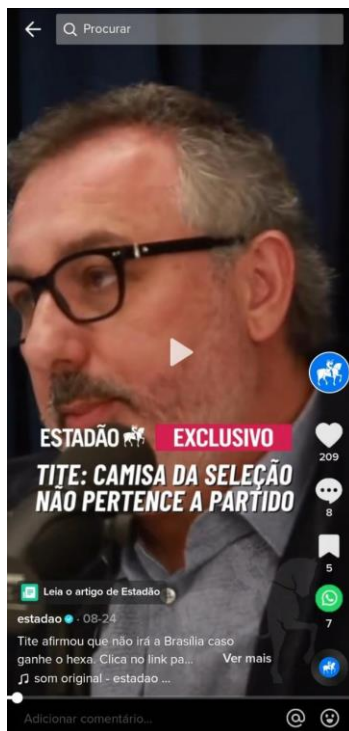 Procurar
ESTADÃO
EXCLUSIVO
TITE: CAMISA DA SELEÇÃO
NÃO PERTENCE A PARTIDO
209
8
5
7
Leia o artigo de Estadão
estadao · 08-24
Tite afirmou que não irá a Brasília caso
ganhe o hexa. Clica no link pa... Ver mais
som original - estadao ...
Adicionar comentário...